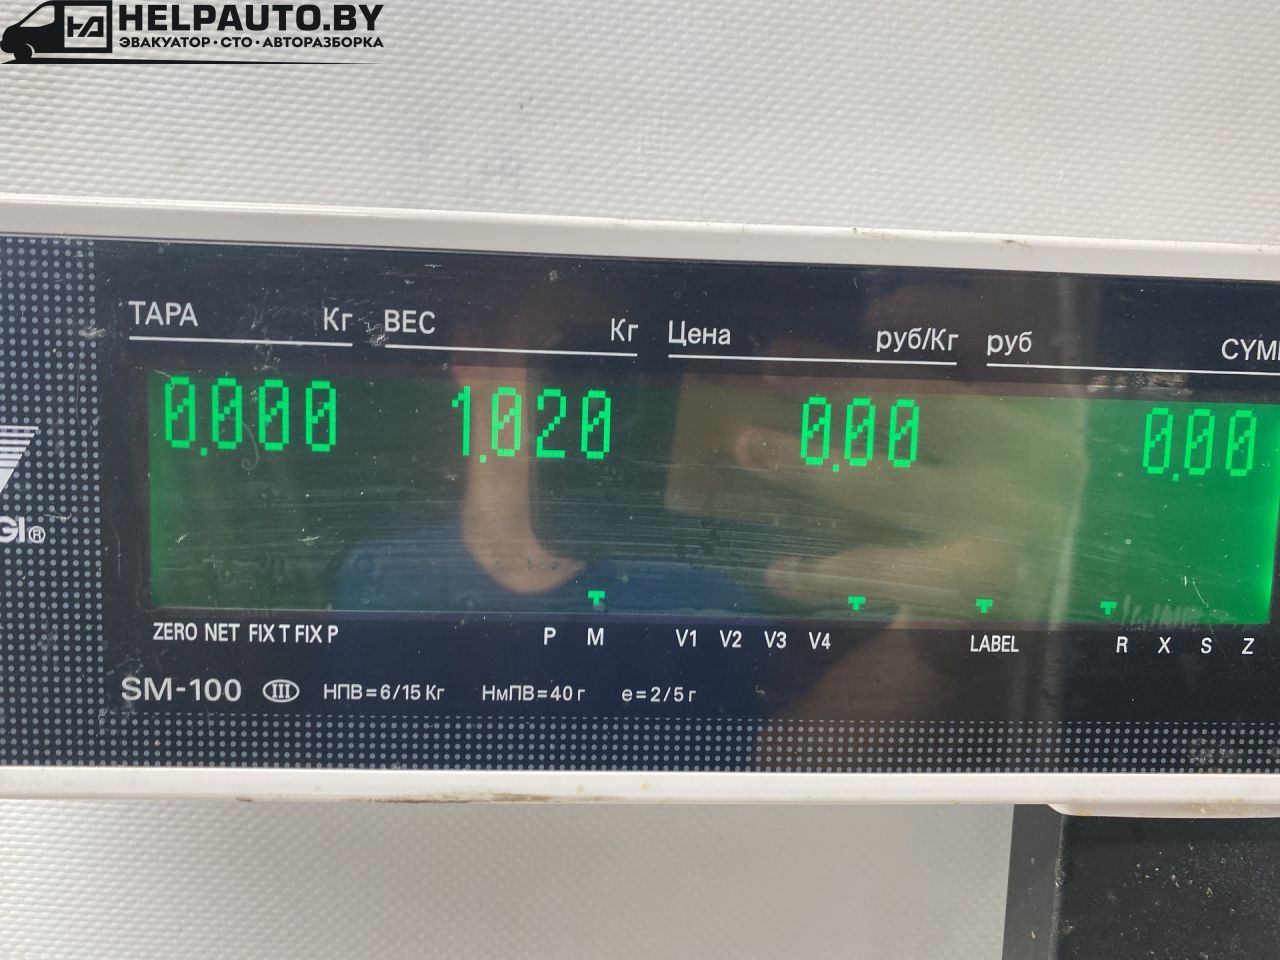 HELPAUTO.BY
ЭВАКУАТОР·СТО·АВТОРАЗБОРКА
ТАРА Кг ВЕС Кг Цена руб/Кг руб
0.000 1.020 0.00 0.00
GI®
ZERO NET FIX T FIX P P M V1 V2 V3 V4 LABEL R X S Z
SM-100 III НПВ=6/15 Кг НмПВ=40 г e=2/5 г